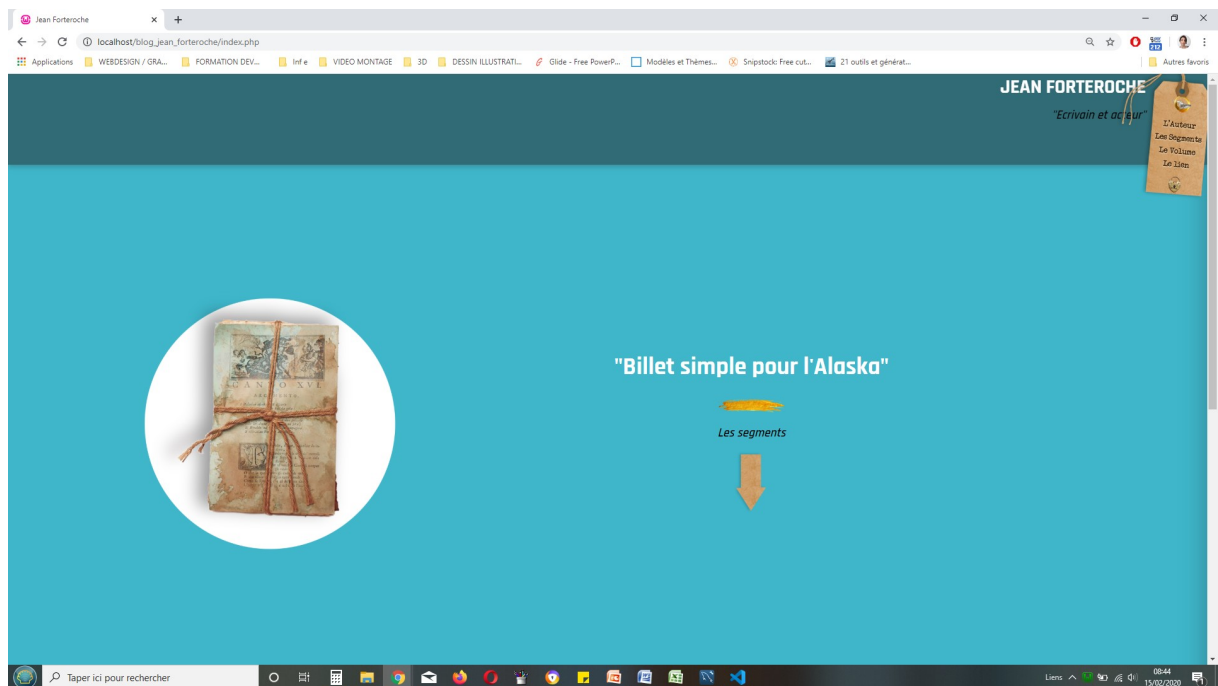 Jean Forteroche
localhost/blog_jean_forteroche/index.php
Applications WEBDESIGN / GRA... FORMATION DEV... Inf e VIDEO MONTAGE 3D DESSIN ILLUSTRATI... Glide - Free PowerP... Modèles et Thèmes... Snipstock: Free cut... 21 outils et générat... Autres favoris
JEAN FORTEROCHE
"Ecrivain et acteur"
L'Auteur
Les Segments
Le Volume
Le lien
CANTO XVI
"Billet simple pour l'Alaska"
Les segments
Taper ici pour rechercher
Liens
08:44
15/02/2020